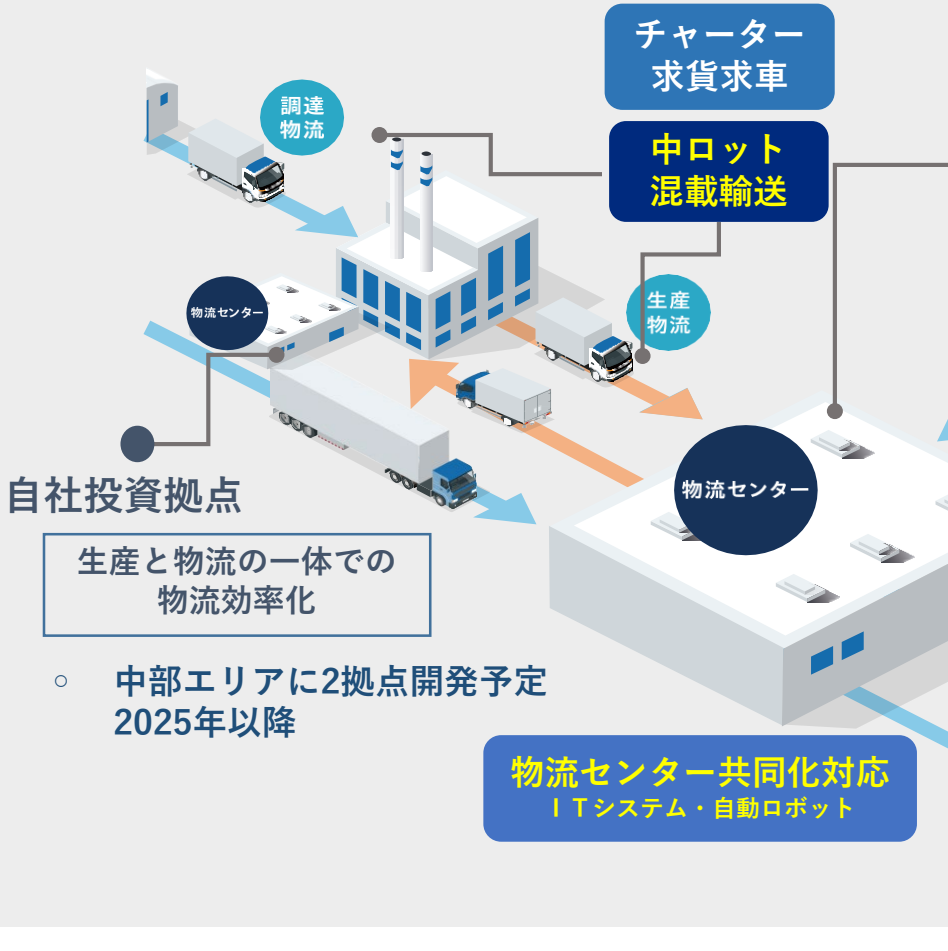 チャーター
求貨求車
調達
物流
中ロット
混載輸送
物流センター
生産
物流
物流センター
自社投資拠点
生産と物流の一体での
物流効率化
○ 中部エリアに2拠点開発予定
2025年以降
物流センター共同化対応
ＩＴシステム・自動ロボット